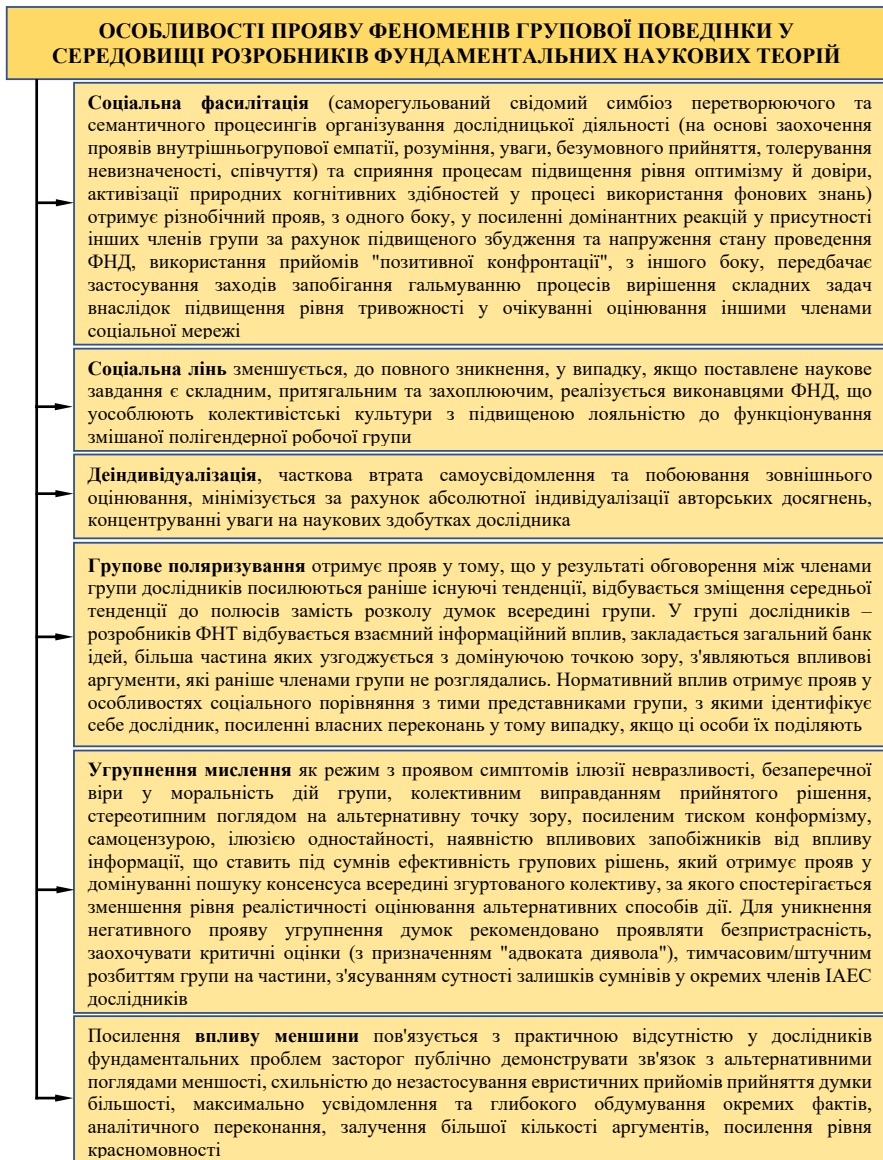 ОСОБЛИВОСТІ ПРОЯВУ ФЕНОМЕНІВ ГРУПОВОЇ ПОВЕДІНКИ У
СЕРЕДОВИЩІ РОЗРОБНИКІВ ФУНДАМЕНТАЛЬНИХ НАУКОВИХ ТЕОРІЙ
Соціальна фасилітація (саморегульований свідомий симбіоз перетворюючого та
семантичного процесингів організування дослідницької діяльності (на основі заохочення
проявів внутрішньогрупової емпатії, розуміння, уваги, безумовного прийняття, толерування
невизначеності, співчуття) та сприяння процесам підвищення рівня оптимізму й довіри,
активізації природних когнітивних здібностей у процесі використання фонових знань)
отримує різнобічний прояв, з одного боку, у посиленні домінантних реакцій у присутності
інших членів групи за рахунок підвищеного збудження та напруження стану проведення
ФНД, використання прийомів "позитивної конфронтації", з іншого боку, передбачає
застосування заходів запобігання гальмуванню процесів вирішення складних задач
внаслідок підвищення рівня тривожності у очікуванні оцінювання іншими членами
соціальної мережі
Соціальна лінь зменшується, до повного зникнення, у випадку, якщо поставлене наукове
завдання є складним, притягальним та захоплюючим, реалізується виконавцями ФНД, що
уособлюють колективістські культури з підвищеною лояльністю до функціонування
змішаної полігендерної робочої групи
Деіндивідуалізація, часткова втрата самоусвідомлення та побоювання зовнішнього
оцінювання, мінімізується за рахунок абсолютної індивідуалізації авторських досягнень,
концентруванні уваги на наукових здобутках дослідника
Групове поляризування отримує прояв у тому, що у результаті обговорення між членами
групи дослідників посилюються раніше існуючі тенденції, відбувається зміщення середньої
тенденції до полюсів замість розколу думок всередині групи. У групі дослідників –
розробників ФНТ відбувається взаємний інформаційний вплив, закладається загальний банк
ідей, більша частина яких узгоджується з домінуючою точкою зору, з'являються впливові
аргументи, які раніше членами групи не розглядались. Нормативний вплив отримує прояв у
особливостях соціального порівняння з тими представниками групи, з якими ідентифікує
себе дослідник, посиленні власних переконань у тому випадку, якщо ці особи їх поділяють
Угрупнення мислення як режим з проявом симптомів ілюзії невразливості, безаперечної
віри у моральність дій групи, колективним виправданням прийнятого рішення,
стереотипним поглядом на альтернативну точку зору, посиленим тиском конформізму,
самоцензурою, ілюзією одностайності, наявністю впливових запобіжників від впливу
інформації, що ставить під сумнів ефективність групових рішень, який отримує прояв у
домінуванні пошуку консенсуса всередині згуртованого колективу, за якого спостерігається
зменшення рівня реалістичності оцінювання альтернативних способів дії. Для уникнення
негативного прояву угрупнення думок рекомендовано проявляти безпристрасність,
заохочувати критичні оцінки (з призначенням "адвоката диявола"), тимчасовим/штучним
розбиттям групи на частини, з'ясуванням сутності залишків сумнівів у окремих членів ІАЕС
дослідників
Посилення впливу меншини пов'язується з практичною відсутністю у дослідників
фундаментальних проблем засторог публічно демонструвати зв'язок з альтернативними
поглядами меншості, схильністю до незастосування евристичних прийомів прийняття думки
більшості, максимально усвідомлення та глибокого обдумування окремих фактів,
аналітичного переконання, залучення більшої кількості аргументів, посилення рівня
красномовності